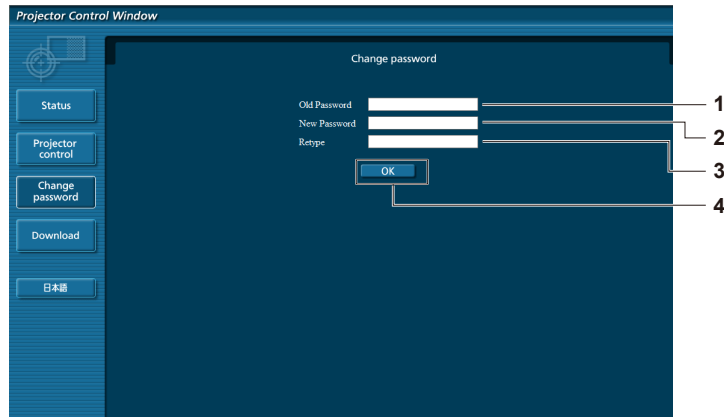 Projector Control Window
Change password
Status
Projector
control
Change
password
Download
日本語
Old Password
New Password
Retype
OK
1
2
3
4